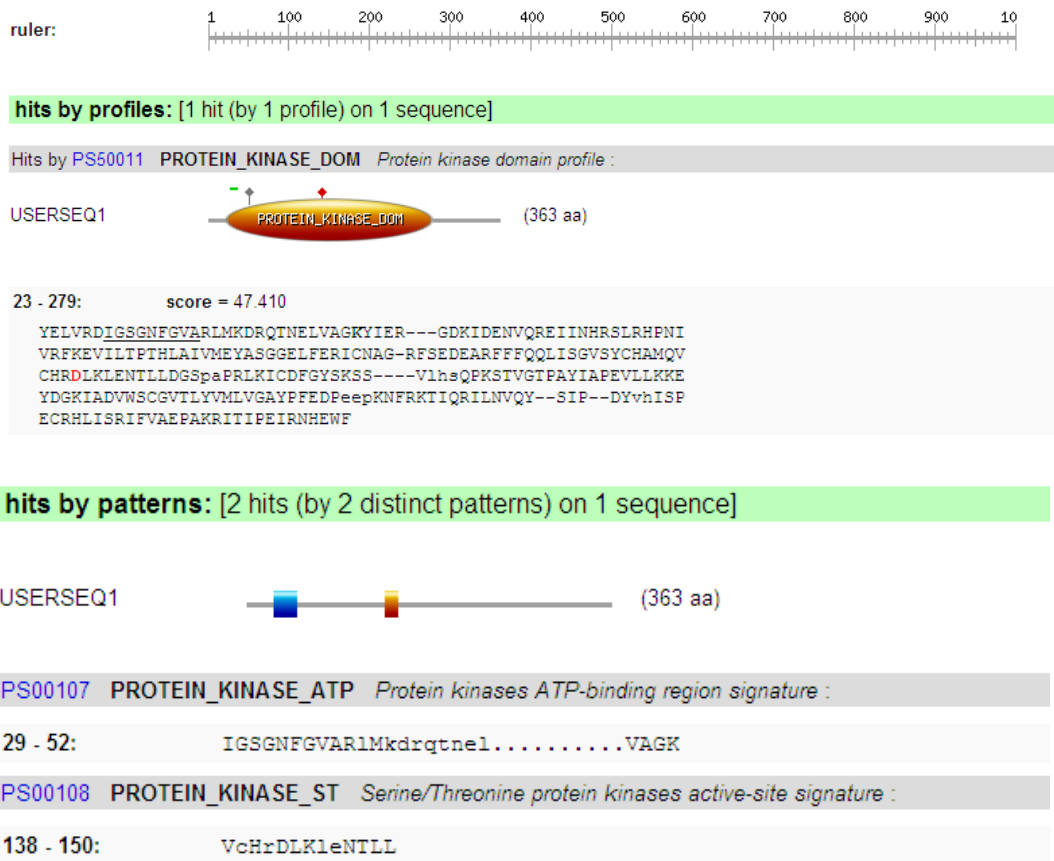 ruler:
1 100 200 300 400 500 600 700 800 900 10
hits by profiles: [1 hit (by 1 profile) on 1 sequence]
Hits by PS50011 PROTEIN_KINASE_DOM Protein kinase domain profile :
USERSEQ1 PROTEIN_KINASE_DOM (363 aa)
23 - 279: score = 47.410
YELVRDIGSGNFGVARLMKDRQTNELVAGKYIER---GDKIDENVQREIINHRSLRHPNI
VRFKEVILTPTHLAIVMEYASGGELFERICNAG-RFSEDEARFFFQQLISGVSYCHAMQV
CHRDLKLENTLLDGSpaPRLKICDFGYSKSS----VlhsQPKSTVGTPAYIAPEVLLKKE
YDGKIADVWSCGVTLYVMLVGAYPFEDPeepKNFRKTIQRILNVQY--SIP--DYvhISP
ECRHLISRIFVAEPAKRITIPEIRNHEWF
hits by patterns: [2 hits (by 2 distinct patterns) on 1 sequence]
USERSEQ1 (363 aa)
PS00107 PROTEIN_KINASE_ATP Protein kinases ATP-binding region signature :
29 - 52: IGSGNFGVARlMkdrqtnel..........VAGK
PS00108 PROTEIN_KINASE_ST Serine/Threonine protein kinases active-site signature :
138 - 150: VcHrDLKleNTLL